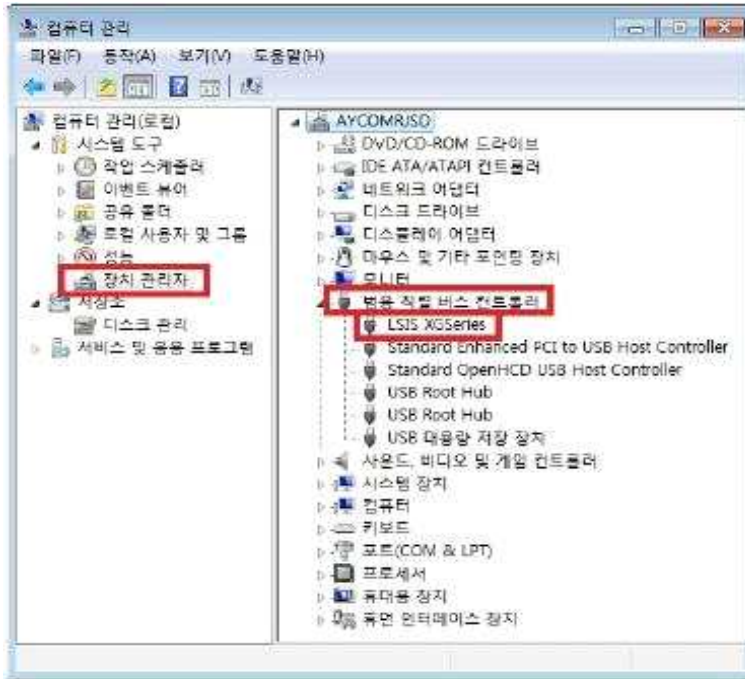 컴퓨터 관리
파일(F) 동작(A) 보기(V) 도움말(H)
컴퓨터 관리(로컬)
시스템 도구
작업 스케줄러
이벤트 뷰어
공유 폴더
로컬 사용자 및 그룹
성능
장치 관리자
저장소
디스크 관리
서비스 및 응용 프로그램
AYCOMRJSD
DVD/CD-ROM 드라이브
IDE ATA/ATAPI 컨트롤러
네트워크 어댑터
디스크 드라이브
디스플레이 어댑터
마우스 및 기타 포인팅 장치
모니터
범용 직렬 버스 컨트롤러
LSIS XGSeries
Standard Enhanced PCI to USB Host Controller
Standard OpenHCD USB Host Controller
USB Root Hub
USB Root Hub
USB 대용량 저장 장치
사운드, 비디오 및 게임 컨트롤러
시스템 장치
컴퓨터
키보드
포트(COM & LPT)
프로세서
휴대용 장치
휴먼 인터페이스 장치